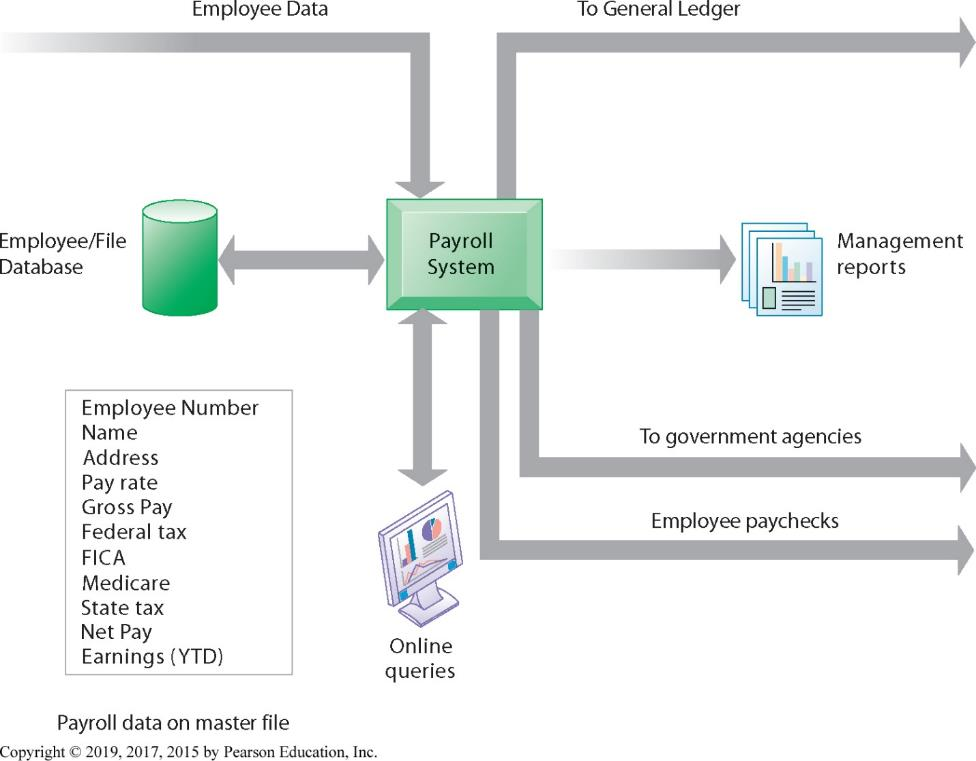 Employee Data
To General Ledger
Employee/File
Database
Payroll
System
Management
reports
Employee Number
Name
Address
Pay rate
Gross Pay
Federal tax
FICA
Medicare
State tax
Net Pay
Earnings (YTD)
To government agencies
Employee paychecks
Online
queries
Payroll data on master file
Copyright © 2019, 2017, 2015 by Pearson Education, Inc.